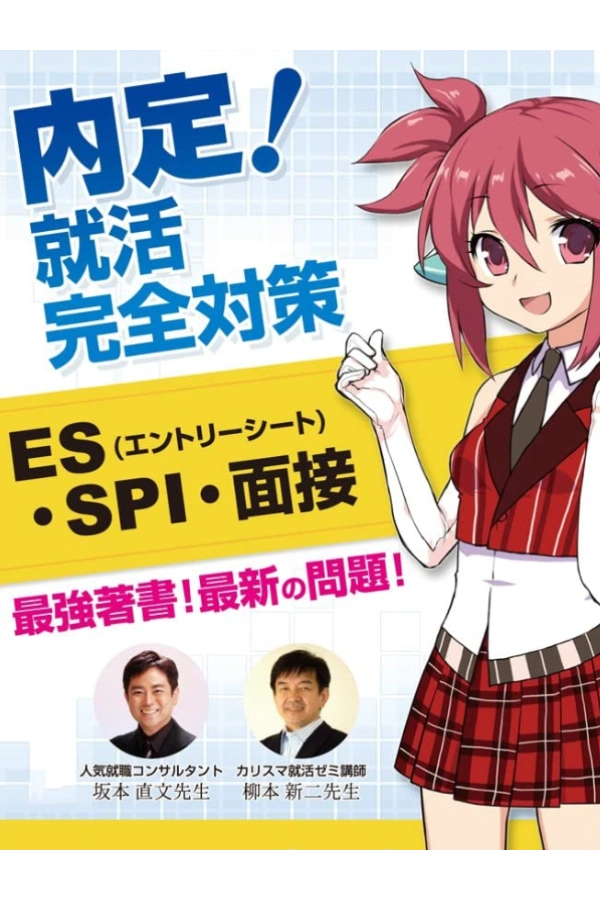 内定！
就活
完全対策
ES（エントリーシート）
・SPI・面接
最強著書！最新の問題！
人気就職コンサルタント
坂本 直文先生
カリスマ就活ゼミ講師
柳本 新二先生